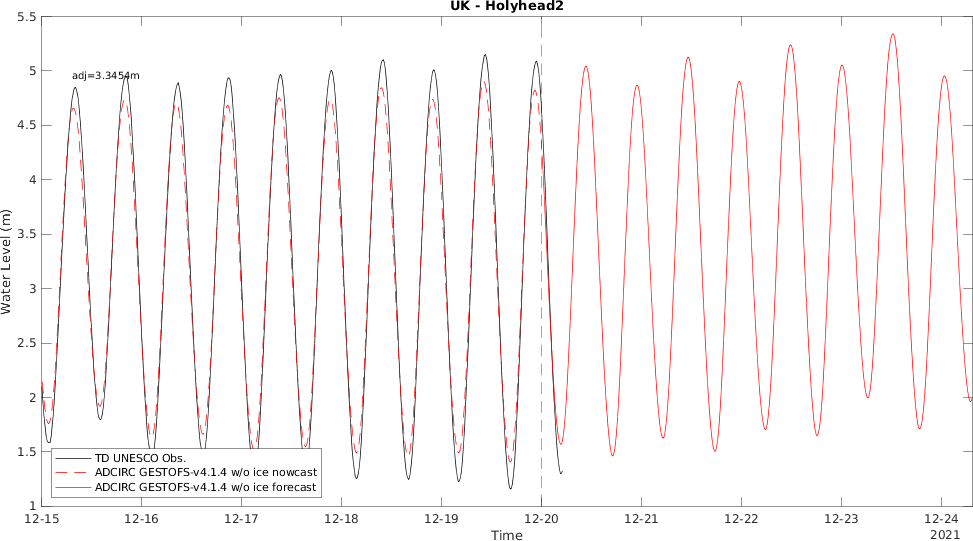 UK - Holyhead2
5.5
5
4.5
4
3.5
3
2.5
2
1.5
1
Water Level (m)
adj=3.3454m
TD UNESCO Obs.
ADCIRC GESTOFS-v4.1.4 w/o ice nowcast
ADCIRC GESTOFS-v4.1.4 w/o ice forecast
12-15 12-16 12-17 12-18 12-19 12-20 12-21 12-22 12-23 12-24
Time
2021